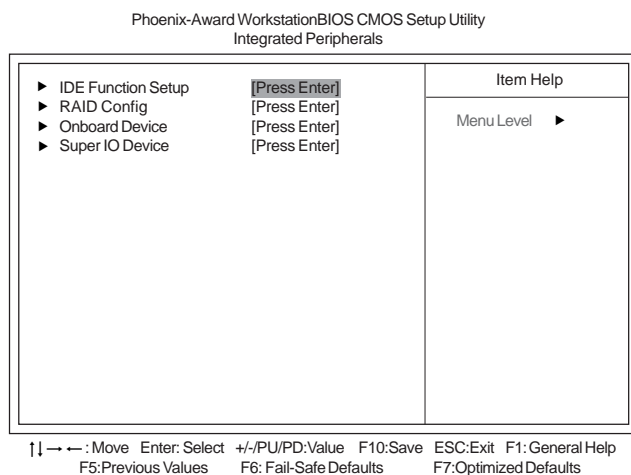 Phoenix-Award WorkstationBIOS CMOS Setup Utility
Integrated Peripherals
▶ IDE Function Setup [Press Enter]
▶ RAID Config [Press Enter]
▶ Onboard Device [Press Enter]
▶ Super IO Device [Press Enter]
Item Help
Menu Level ▶
↑↓→← : Move Enter: Select +/-/PU/PD:Value F10:Save ESC:Exit F1: General Help
F5:Previous Values F6: Fail-Safe Defaults F7:Optimized Defaults